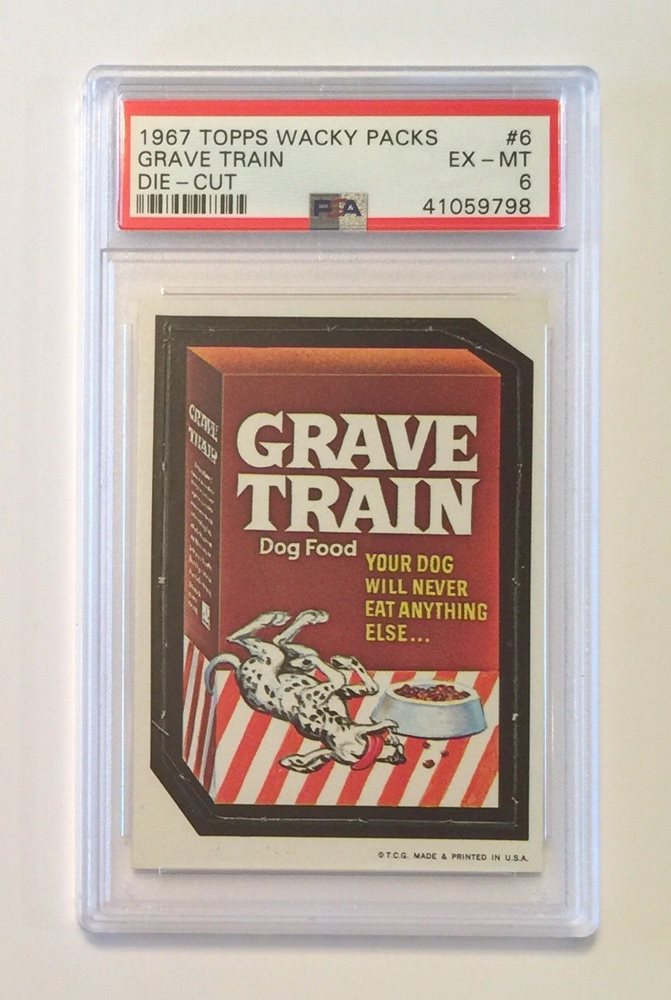 1967 TOPPS WACKY PACKS #6
GRAVE TRAIN EX - MT
DIE - CUT 6
PSA 41059798
GRAVE
TRAIN
GRAVE
TRAIN
Dog Food
YOUR DOG
WILL NEVER
EAT ANYTHING
ELSE...
© T.C.G. MADE & PRINTED IN U.S.A.